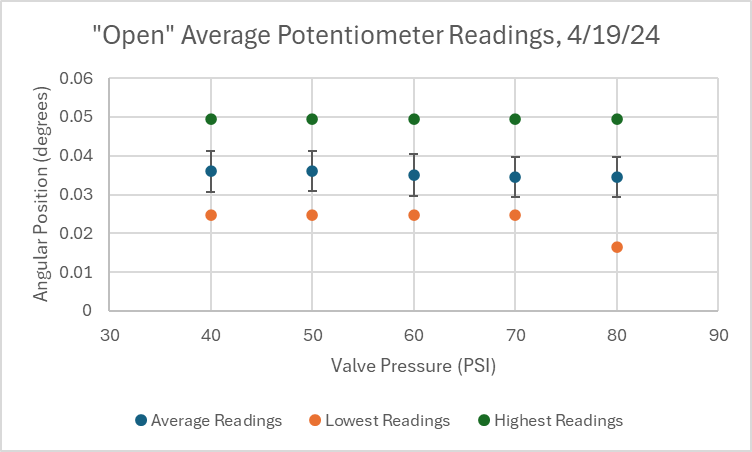 "Open" Average Potentiometer Readings, 4/19/24
Angular Position (degrees)
0.06
0.05
0.04
0.03
0.02
0.01
0
30 40 50 60 70 80 90
Valve Pressure (PSI)
Average Readings Lowest Readings Highest Readings